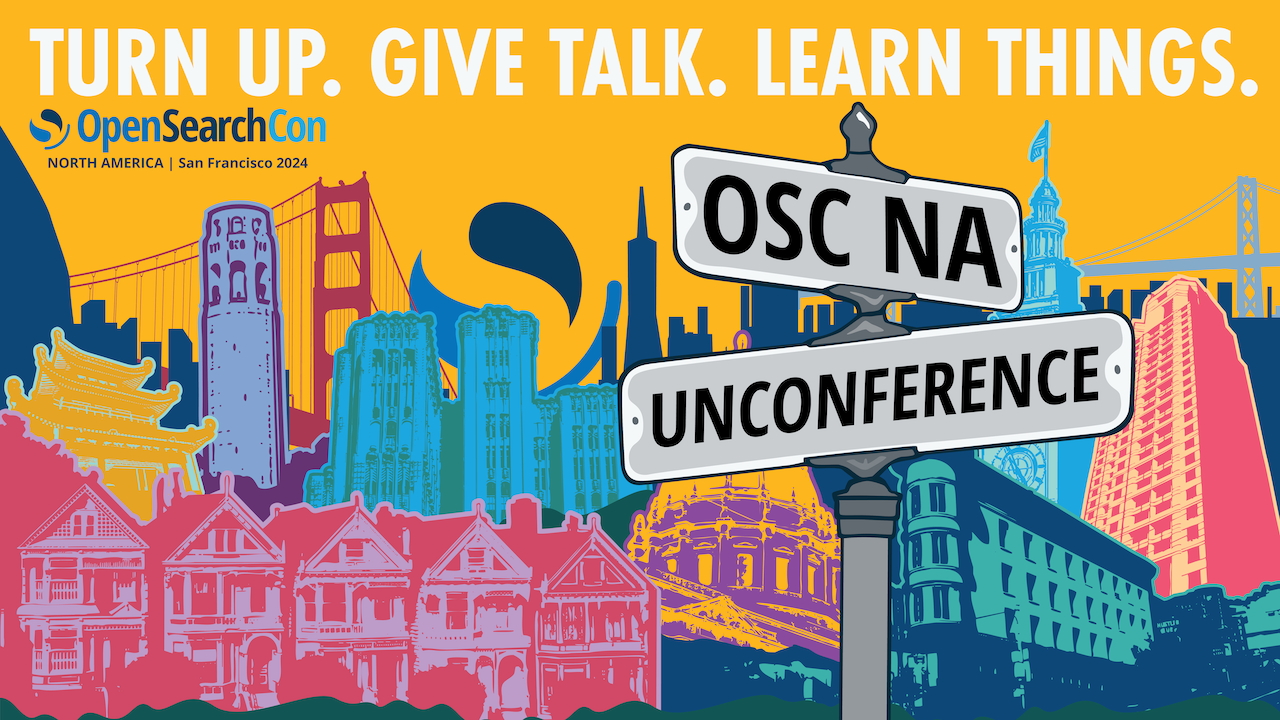 TURN UP. GIVE TALK. LEARN THINGS.
OpenSearchCon
NORTH AMERICA | San Francisco 2024
OSC NA
UNCONFERENCE